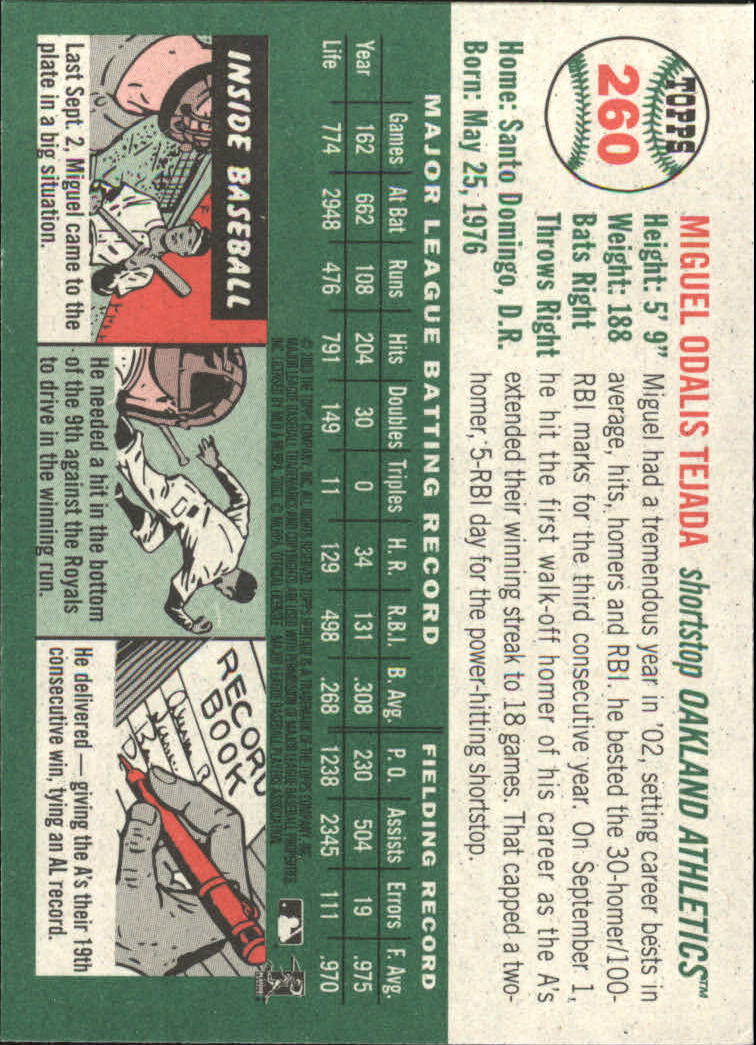 TOPPS
260
MIGUEL ODALIS TEJADA shortstop OAKLAND ATHLETICS™
Height: 5' 9"
Weight: 188
Bats Right
Throws Right
Home: Santo Domingo, D.R.
Born: May 25, 1976
Miguel had a tremendous year in '02, setting career bests in
average, hits, homers and RBI. he bested the 30-homer/100-
RBI marks for the third consecutive year. On September 1,
he hit the first walk-off homer of his career as the A's
extended their winning streak to 18 games. That capped a two-
homer, 5-RBI day for the power-hitting shortstop.
MAJOR LEAGUE BATTING RECORD FIELDING RECORD
Games At Bat Runs Hits Doubles Triples H. R. R.B.I. B. Avg. P. O. Assists Errors F. Avg.
Year 162 662 108 204 30 0 34 131 .308 230 504 19 .975
Life 774 2948 476 791 149 11 129 498 .268 1238 2345 111 .970
INSIDE BASEBALL
Last Sept. 2, Miguel came to the
plate in a big situation.
He needed a hit in the bottom
of the 9th against the Royals
to drive in the winning run.
RECORD
BOOK
He delivered — giving the A's their 19th
consecutive win, tying an AL record.